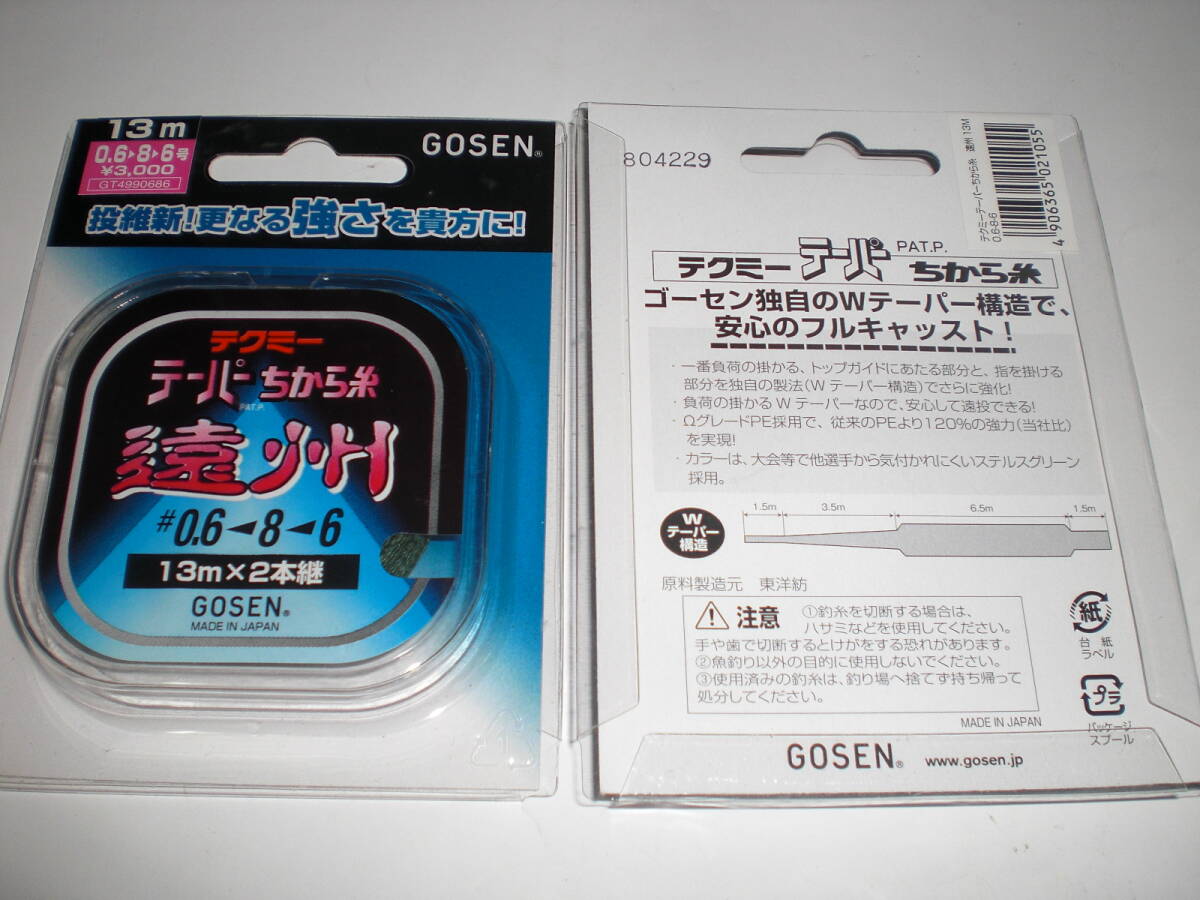 13m
0.6▸8▸6号
¥3,000
GT4990686
GOSEN®
投維新!更なる強さを貴方に!
テクミー
テーパーちから糸
PAT.P.
遠州
#0.6◄8◄6
13m×2本継
GOSEN®
MADE IN JAPAN
804229
テクミーテーパーちから糸 遠州 13M
0.6-8-6
4 906365 021055
テクミー テーパー PAT.P. ちから糸
ゴーセン独自のWテーパー構造で、
安心のフルキャッスト!
・一番負荷の掛かる、トップガイドにあたる部分と、指を掛ける
部分を独自の製法(Wテーパー構造)でさらに強化!
・負荷の掛かるWテーパーなので、安心して遠投できる!
・ΩグレードPE採用で、従来のPEより120%の強力(当社比)
を実現!
・カラーは、大会等で他選手から気付かれにくいステルスグリーン
採用。
W
テーパー
構造
1.5m 3.5m 6.5m 1.5m
原料製造元 東洋紡
注意 ①釣糸を切断する場合は、
ハサミなどを使用してください。
手や歯で切断するとけがをする恐れがあります。
②魚釣り以外の目的に使用しないでください。
③使用済みの釣糸は、釣り場へ捨てず持ち帰って
処分してください。
紙
台紙
ラベル
プラ
パッケージ
スプール
MADE IN JAPAN
GOSEN® www.gosen.jp